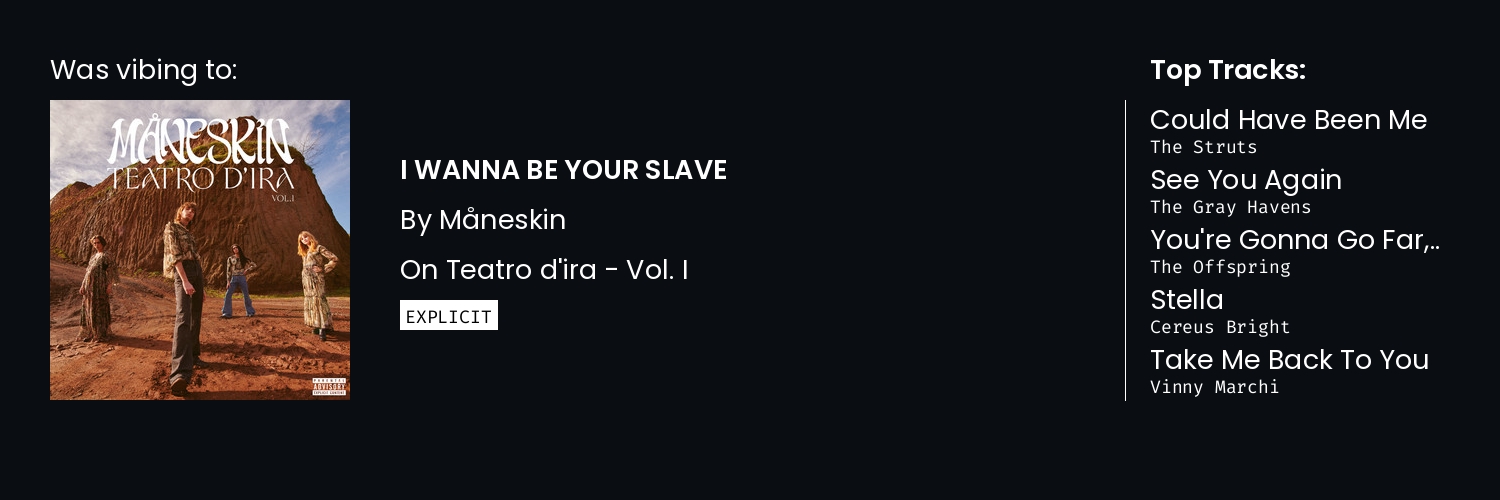 Was vibing to:
MÅNESKIN
TEATRO D'IRA
VOL.I
PARENTAL
ADVISORY
EXPLICIT CONTENT
I WANNA BE YOUR SLAVE
By Måneskin
On Teatro d'ira - Vol. I
EXPLICIT
Top Tracks:
Could Have Been Me
The Struts
See You Again
The Gray Havens
You're Gonna Go Far,..
The Offspring
Stella
Cereus Bright
Take Me Back To You
Vinny Marchi